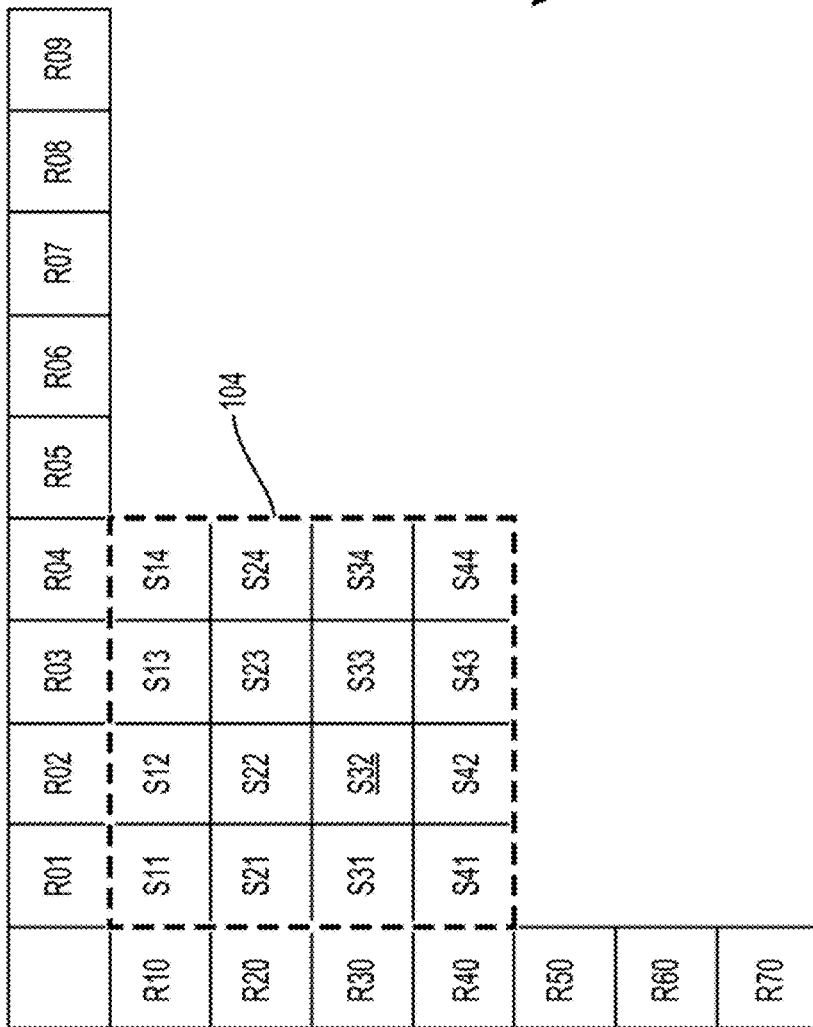 R01 R02 R03 R04 R05 R06 R07 R08 R09
R10 S11 S12 S13 S14
R20 S21 S22 S23 S24 104
R30 S31 S32 S33 S34
R40 S41 S42 S43 S44
R50
R60
R70